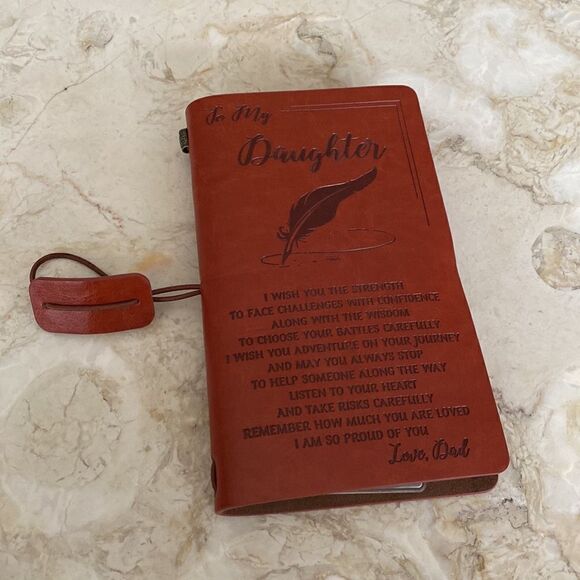 To My
Daughter
I WISH YOU THE STRENGTH
TO FACE CHALLENGES WITH CONFIDENCE
ALONG WITH THE WISDOM
TO CHOOSE YOUR BATTLES CAREFULLY
I WISH YOU ADVENTURE ON YOUR JOURNEY
AND MAY YOU ALWAYS STOP
TO HELP SOMEONE ALONG THE WAY
LISTEN TO YOUR HEART
AND TAKE RISKS CAREFULLY
REMEMBER HOW MUCH YOU ARE LOVED
I AM SO PROUD OF YOU
Love, Dad